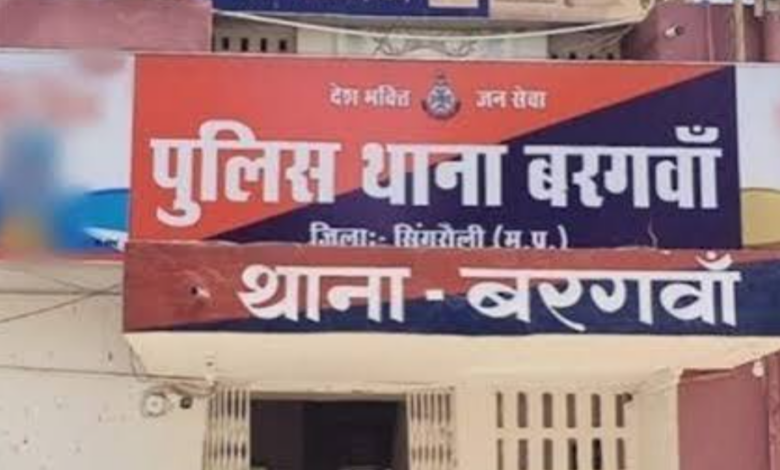 देश भक्ति जन सेवा
पुलिस थाना बरगवाँ
जिला:- सिंगरौली (म.प्र.)
थाना - बरगवाँ